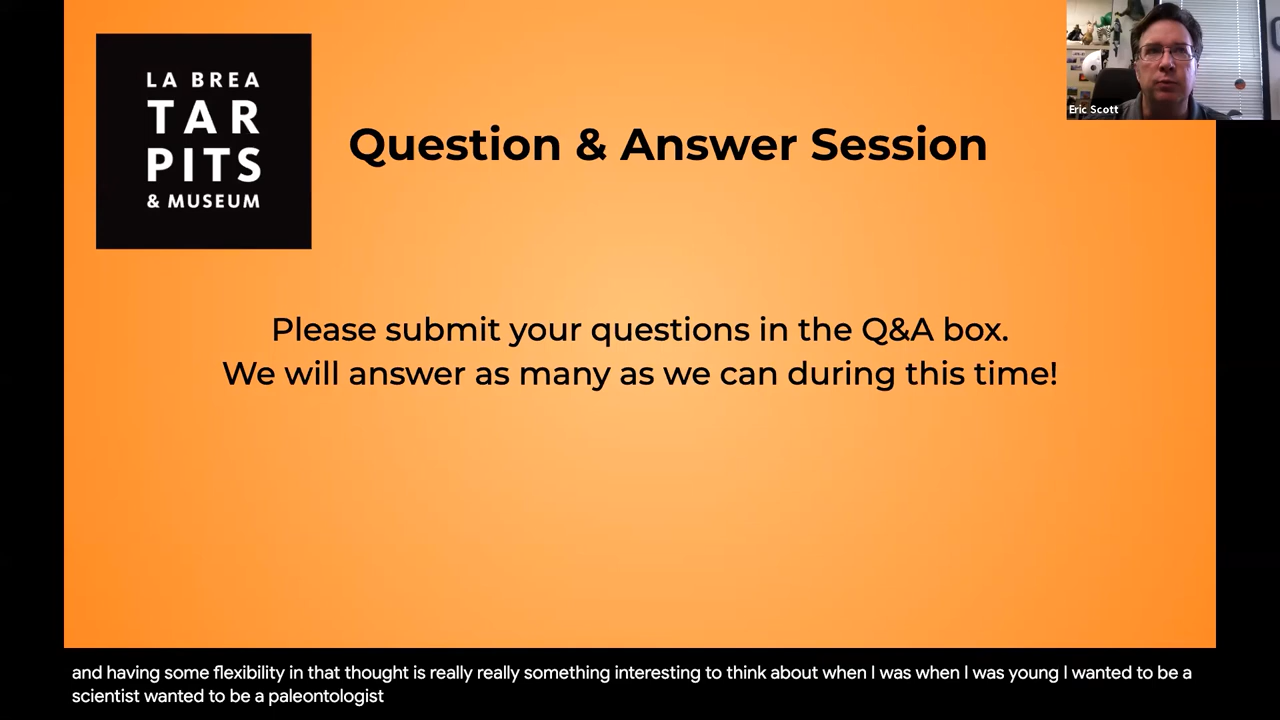 LA BREA
TAR
PITS
& MUSEUM
Question & Answer Session
Eric Scott
Please submit your questions in the Q&A box.
We will answer as many as we can during this time!
and having some flexibility in that thought is really really something interesting to think about when I was when I was young I wanted to be a
scientist wanted to be a paleontologist